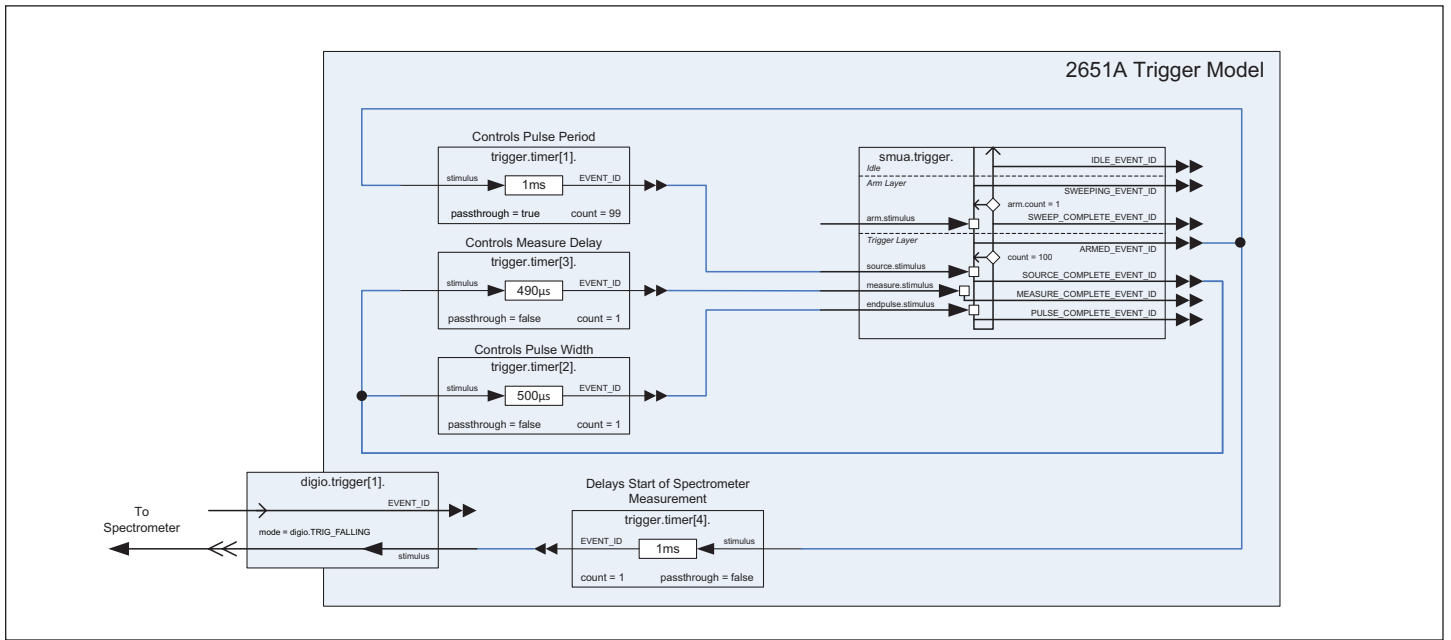 2651A Trigger Model
Controls Pulse Period
trigger.timer[1].
stimulus
1ms
EVENT_ID
passthrough = true
count = 99
Controls Measure Delay
trigger.timer[3].
stimulus
490µs
EVENT_ID
passthrough = false
count = 1
Controls Pulse Width
trigger.timer[2].
stimulus
500µs
EVENT_ID
passthrough = false
count = 1
smua.trigger.
Idle
IDLE_EVENT_ID
Arm Layer
SWEEPING_EVENT_ID
arm.count = 1
arm.stimulus
SWEEP_COMPLETE_EVENT_ID
Trigger Layer
ARMED_EVENT_ID
count = 100
source.stimulus
SOURCE_COMPLETE_EVENT_ID
measure.stimulus
MEASURE_COMPLETE_EVENT_ID
endpulse.stimulus
PULSE_COMPLETE_EVENT_ID
digio.trigger[1].
EVENT_ID
To
Spectrometer
mode = digio.TRIG_FALLING
stimulus
Delays Start of Spectrometer
Measurement
trigger.timer[4].
EVENT_ID
1ms
stimulus
count = 1
passthrough = false